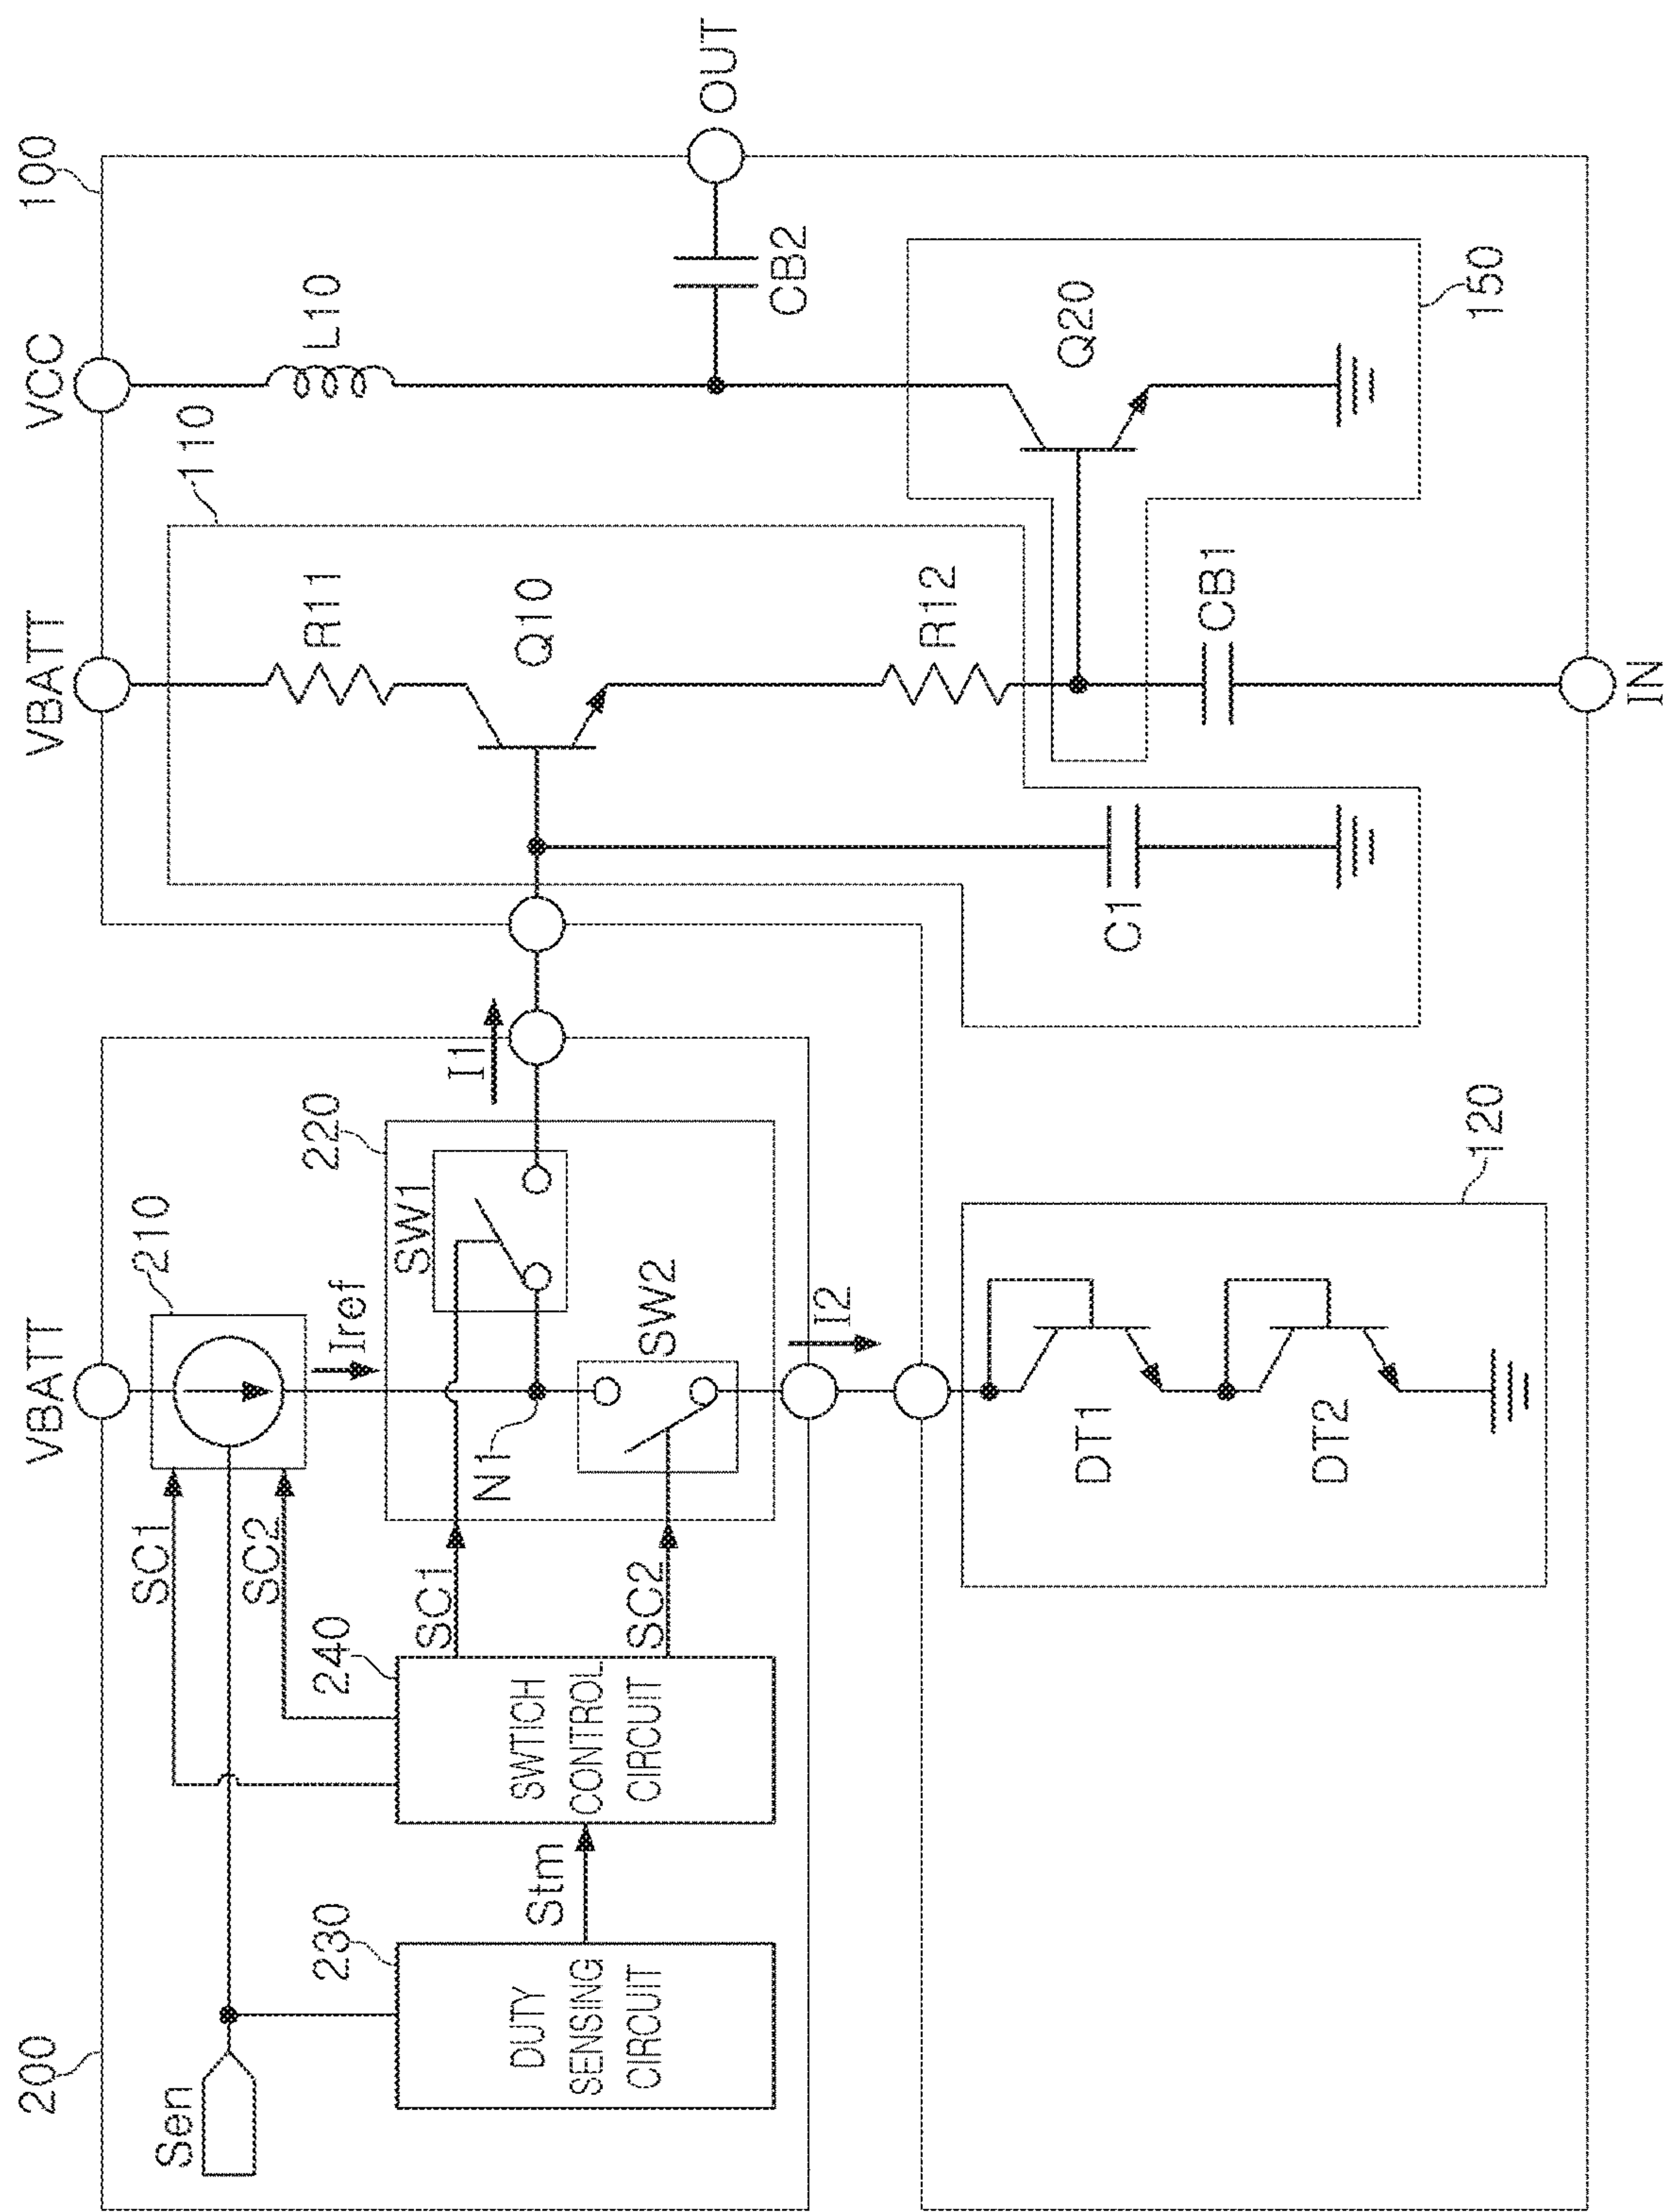 200
VBATT
VBATT
VCC
100
Sen
SC1
210
110
SC2
Iref
R11
L10
230
240
220
I1
SC1
SW1
Q10
N1
OUT
DUTY
SENSING
CIRCUIT
Stm
SWTICH
CONTROL
CIRCUIT
SC2
SW2
CB2
I2
R12
DT1
C1
Q20
CB1
DT2
120
150
IN